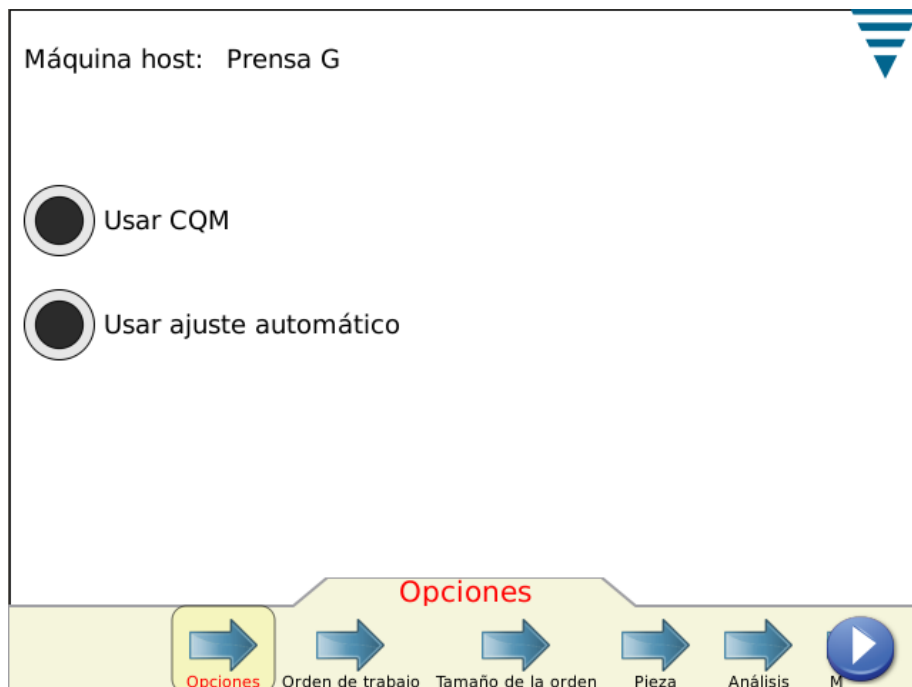 Máquina host: Prensa G
Usar CQM
Usar ajuste automático
Opciones
Opciones Orden de trabajo Tamaño de la orden Pieza Análisis M